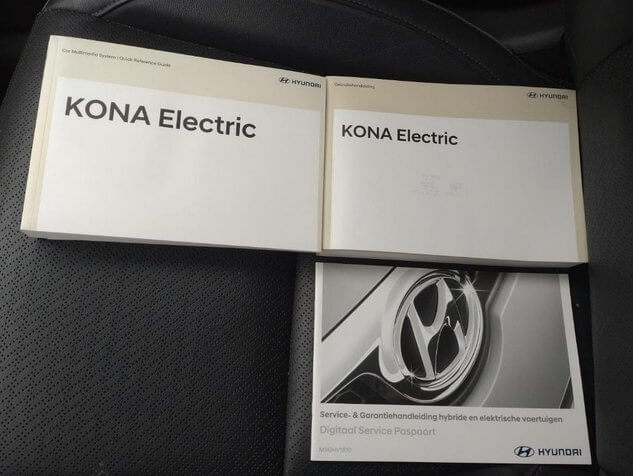 Car Multimedia System | Quick Reference Guide
HYUNDAI
KONA Electric
Gebruikershandleiding
HYUNDAI
KONA Electric
Service- & Garantiehandleiding hybride en elektrische voertuigen
Digitaal Service Paspoort
HYUNDAI